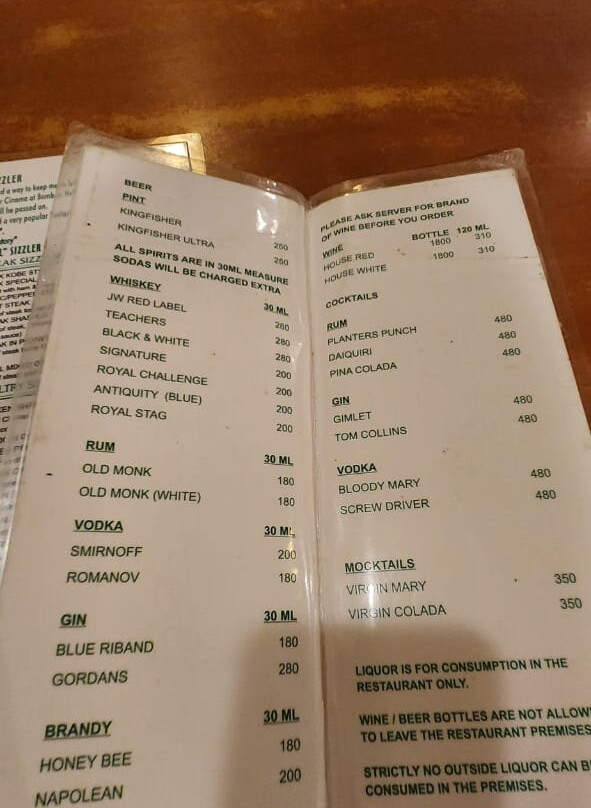 ZZLER
BEER
PINT
KINGFISHER 250
KINGFISHER ULTRA 250
ALL SPIRITS ARE IN 30ML MEASURE
SODAS WILL BE CHARGED EXTRA
WHISKEY 30 ML
JW RED LABEL 280
TEACHERS 280
BLACK & WHITE 280
SIGNATURE 200
ROYAL CHALLENGE 200
ANTIQUITY (BLUE) 200
ROYAL STAG 200
RUM 30 ML
OLD MONK 180
OLD MONK (WHITE) 180
VODKA 30 ML
SMIRNOFF 200
ROMANOV 180
GIN 30 ML
BLUE RIBAND 180
GORDANS 280
BRANDY 30 ML
HONEY BEE 180
NAPOLEAN 200
PLEASE ASK SERVER FOR BRAND
OF WINE BEFORE YOU ORDER
WINE BOTTLE 120 ML
HOUSE RED 1800 310
HOUSE WHITE 1800 310
COCKTAILS
RUM
PLANTERS PUNCH 480
DAIQUIRI 480
PINA COLADA 480
GIN
GIMLET 480
TOM COLLINS 480
VODKA
BLOODY MARY 480
SCREW DRIVER 480
MOCKTAILS
VIRGIN MARY 350
VIRGIN COLADA 350
LIQUOR IS FOR CONSUMPTION IN THE
RESTAURANT ONLY.
WINE / BEER BOTTLES ARE NOT ALLOW
TO LEAVE THE RESTAURANT PREMISES
STRICTLY NO OUTSIDE LIQUOR CAN B
CONSUMED IN THE PREMISES.